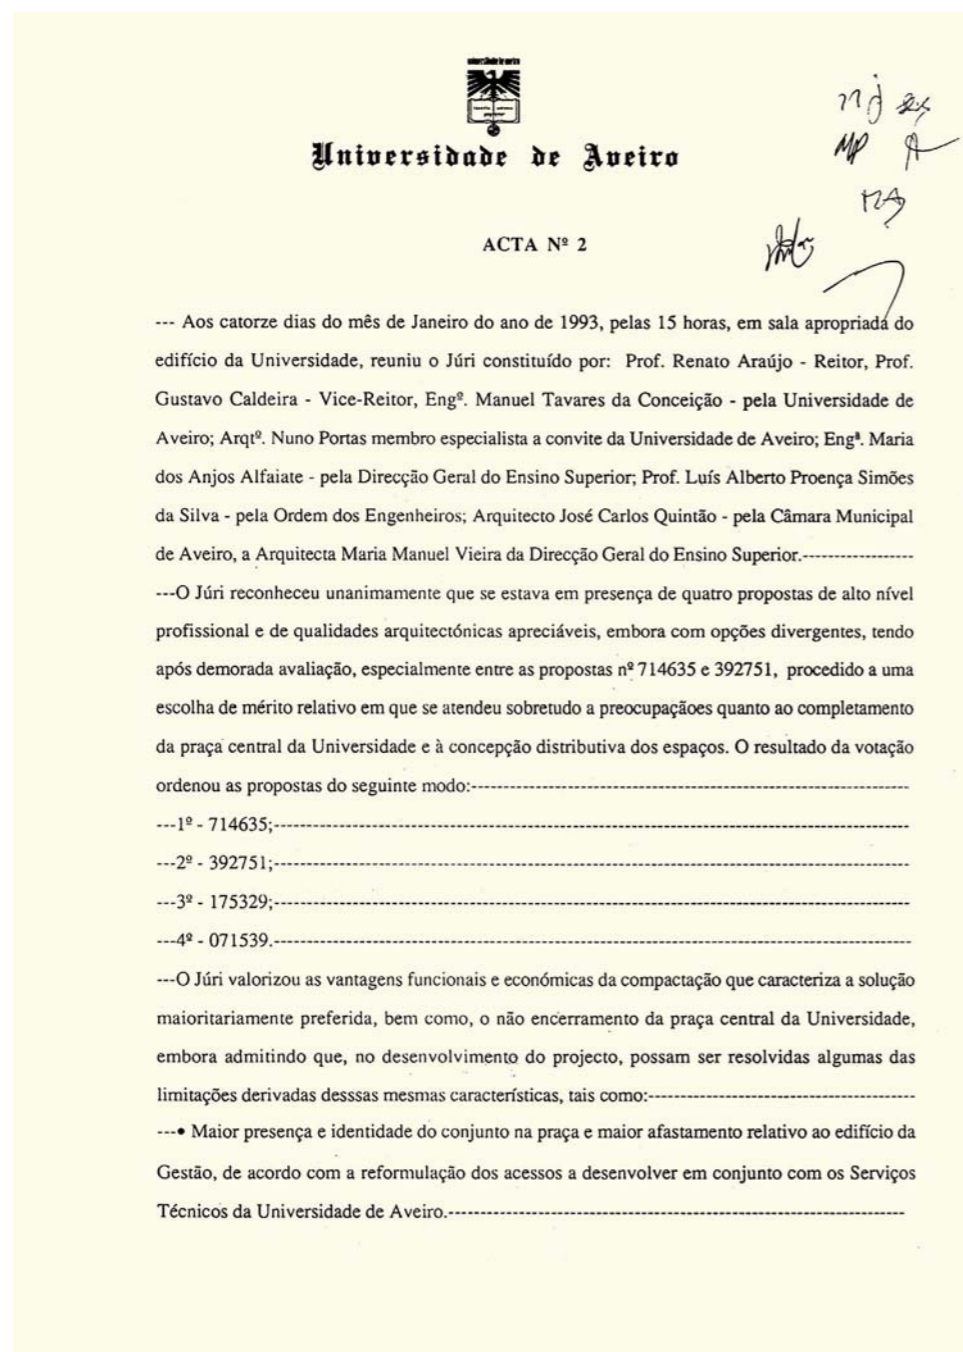 universidade de aveiro
Universidade de Aveiro
MP
ACTA Nº 2
--- Aos catorze dias do mês de Janeiro do ano de 1993, pelas 15 horas, em sala apropriada do
edifício da Universidade, reuniu o Júri constituído por: Prof. Renato Araújo - Reitor, Prof.
Gustavo Caldeira - Vice-Reitor, Engº. Manuel Tavares da Conceição - pela Universidade de
Aveiro; Arqtº. Nuno Portas membro especialista a convite da Universidade de Aveiro; Engª. Maria
dos Anjos Alfaiate - pela Direcção Geral do Ensino Superior; Prof. Luís Alberto Proença Simões
da Silva - pela Ordem dos Engenheiros; Arquitecto José Carlos Quintão - pela Câmara Municipal
de Aveiro, a Arquitecta Maria Manuel Vieira da Direcção Geral do Ensino Superior.------------------
---O Júri reconheceu unanimamente que se estava em presença de quatro propostas de alto nível
profissional e de qualidades arquitectónicas apreciáveis, embora com opções divergentes, tendo
após demorada avaliação, especialmente entre as propostas nº 714635 e 392751, procedido a uma
escolha de mérito relativo em que se atendeu sobretudo a preocupaçãoes quanto ao completamento
da praça central da Universidade e à concepção distributiva dos espaços. O resultado da votação
ordenou as propostas do seguinte modo:--------------------------------------------------------------------
---1º - 714635;---------------------------------------------------------------------------------------------------
---2º - 392751;---------------------------------------------------------------------------------------------------
---3º - 175329;---------------------------------------------------------------------------------------------------
---4º - 071539.---------------------------------------------------------------------------------------------------
---O Júri valorizou as vantagens funcionais e económicas da compactação que caracteriza a solução
maioritariamente preferida, bem como, o não encerramento da praça central da Universidade,
embora admitindo que, no desenvolvimento do projecto, possam ser resolvidas algumas das
limitações derivadas desssas mesmas características, tais como:------------------------------------------
---• Maior presença e identidade do conjunto na praça e maior afastamento relativo ao edifício da
Gestão, de acordo com a reformulação dos acessos a desenvolver em conjunto com os Serviços
Técnicos da Universidade de Aveiro.-----------------------------------------------------------------------